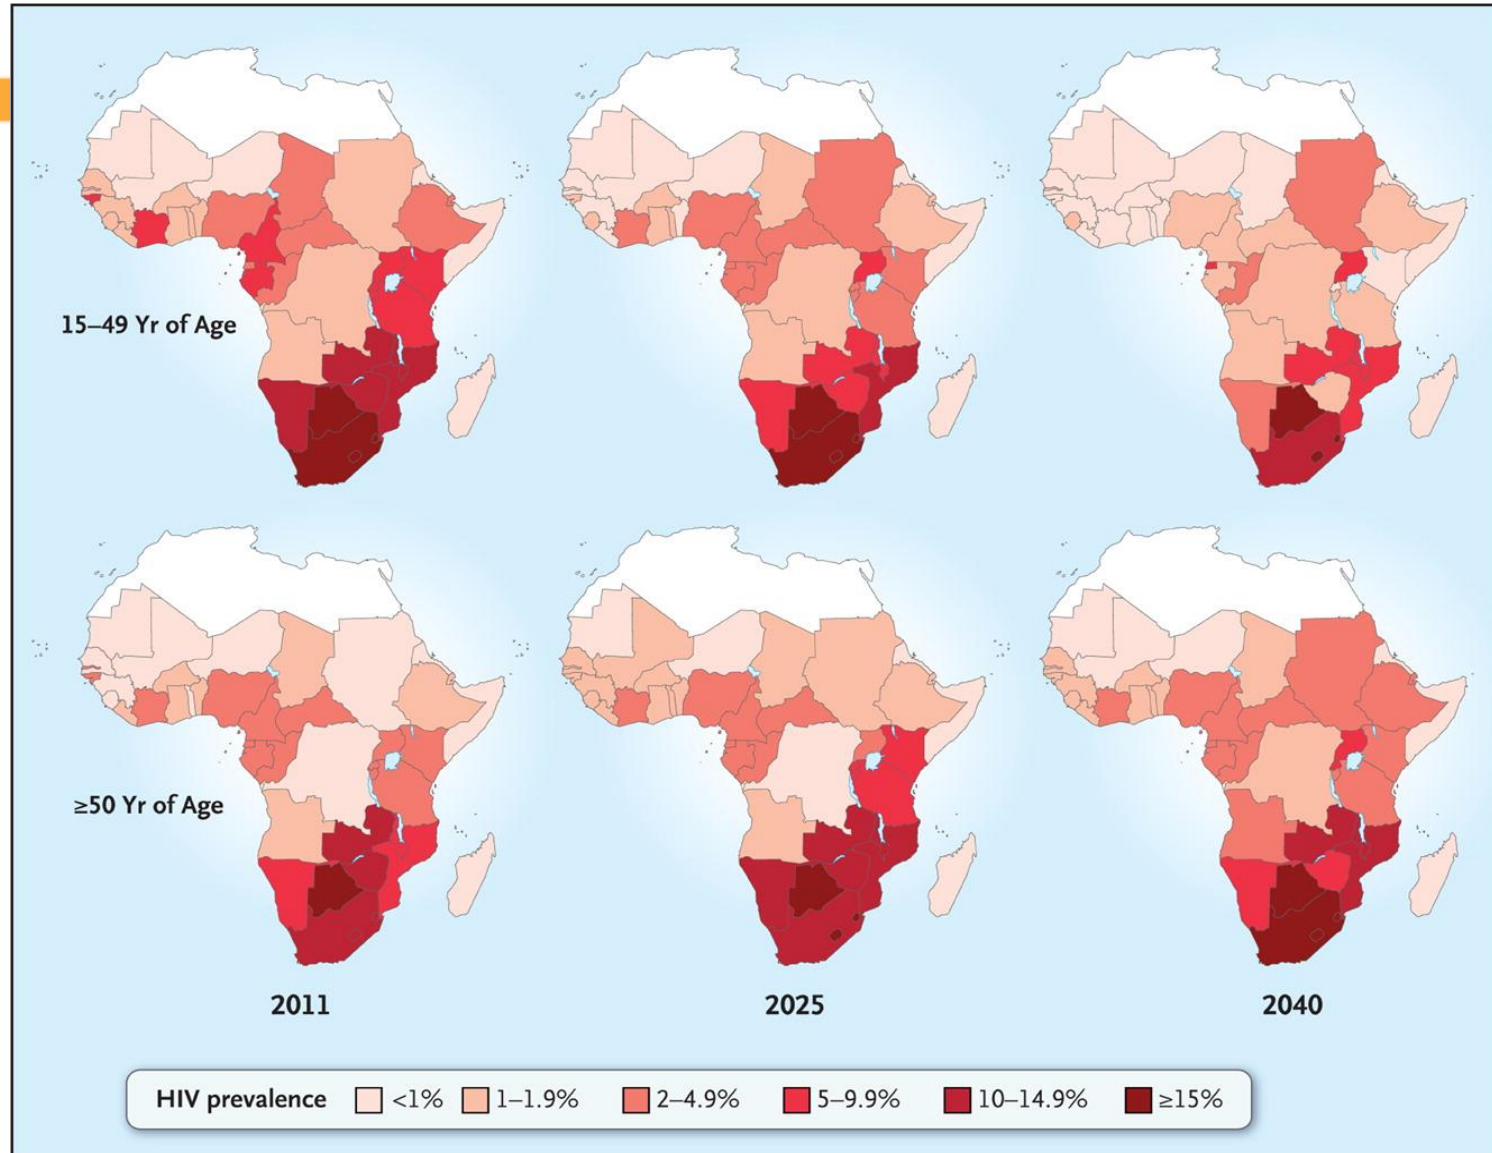 15–49 Yr of Age
≥50 Yr of Age
2011 2025 2040
HIV prevalence <1% 1–1.9% 2–4.9% 5–9.9% 10–14.9% ≥15%